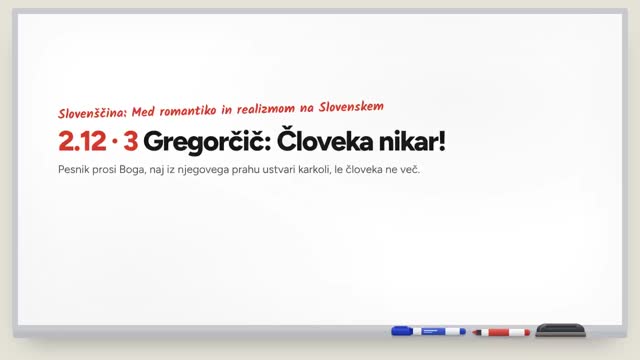 Slovenščina: Med romantiko in realizmom na Slovenskem
2.12 · 3 Gregorčič: Človeka nikar!
Pesnik prosi Boga, naj iz njegovega prahu ustvari karkoli, le človeka ne več.